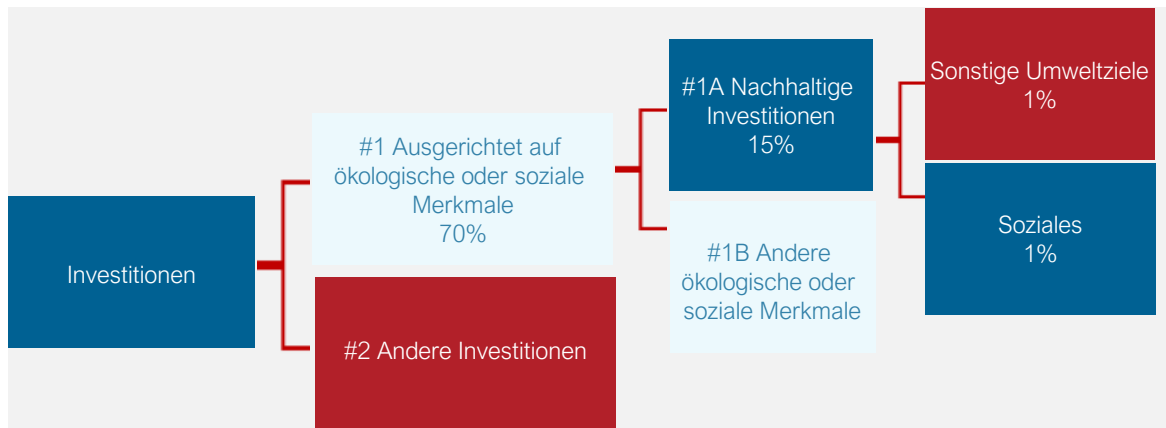 Investitionen
#1 Ausgerichtet auf
ökologische oder soziale
Merkmale
70%
#2 Andere Investitionen
#1A Nachhaltige
Investitionen
15%
#1B Andere
ökologische oder
soziale Merkmale
Sonstige Umweltziele
1%
Soziales
1%